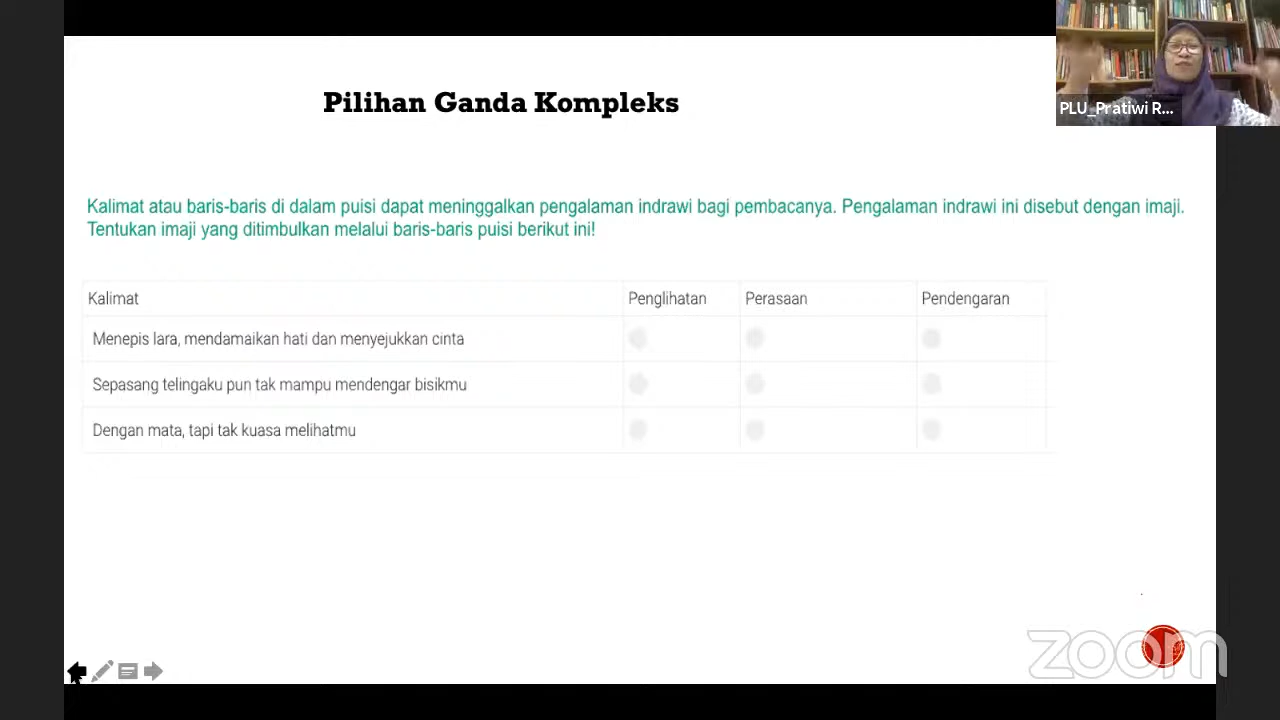 Pilihan Ganda Kompleks
PLU_Pratiwi R...
Kalimat atau baris-baris di dalam puisi dapat meninggalkan pengalaman indrawi bagi pembacanya. Pengalaman indrawi ini disebut dengan imaji.
Tentukan imaji yang ditimbulkan melalui baris-baris puisi berikut ini!
Kalimat Penglihatan Perasaan Pendengaran
Menepis lara, mendamaikan hati dan menyejukkan cinta
Sepasang telingaku pun tak mampu mendengar bisikmu
Dengan mata, tapi tak kuasa melihatmu
zoom